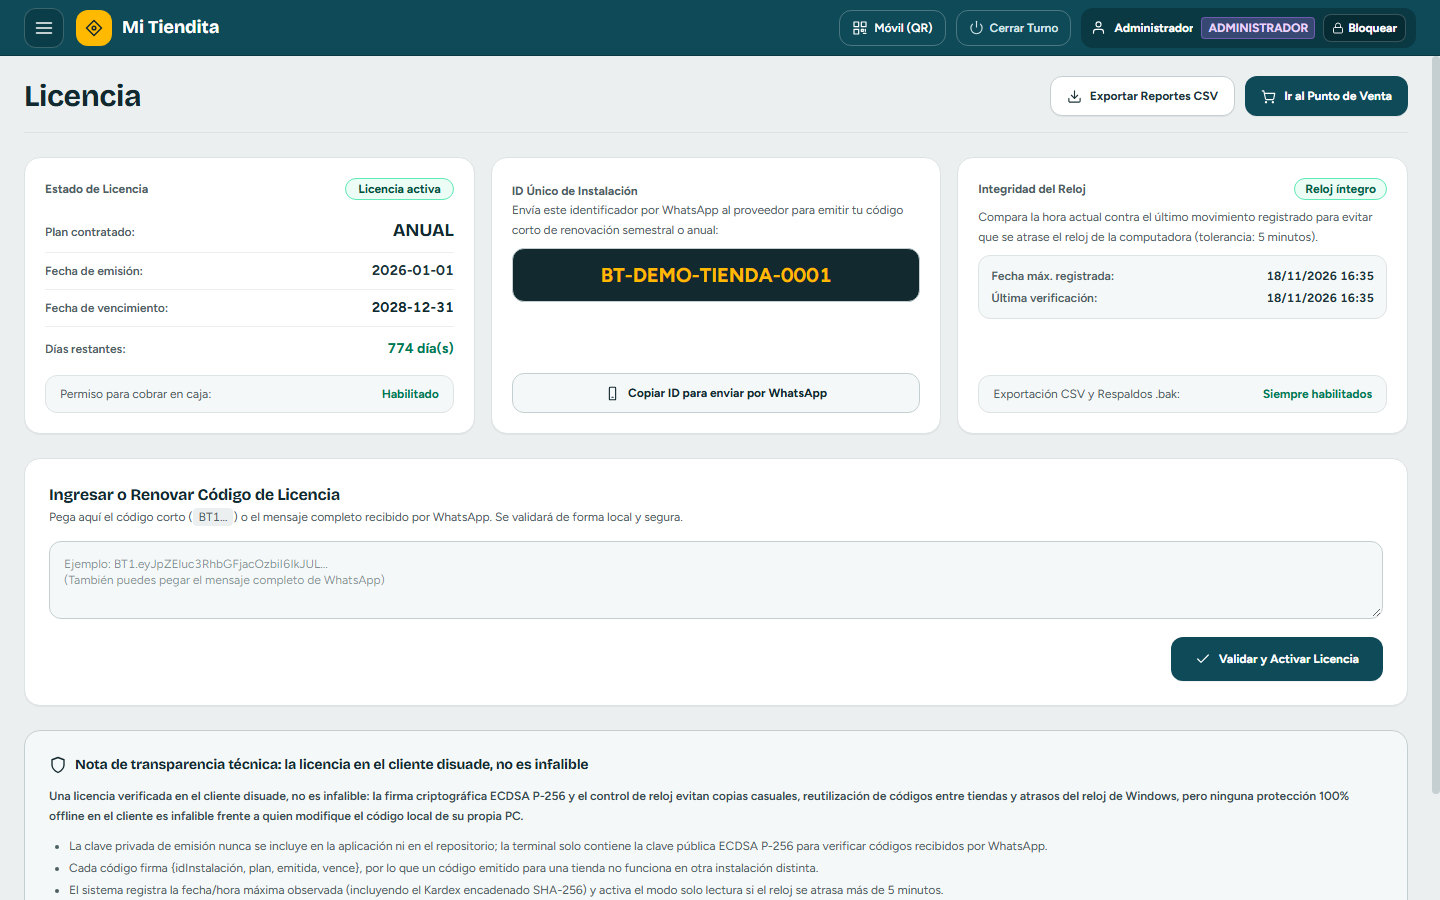 Mi Tiendita
Móvil (QR)
Cerrar Turno
Administrador
ADMINISTRADOR
Bloquear
Licencia
Exportar Reportes CSV
Ir al Punto de Venta
Estado de Licencia
Licencia activa
Plan contratado:
ANUAL
Fecha de emisión:
2026-01-01
Fecha de vencimiento:
2028-12-31
Días restantes:
774 día(s)
Permiso para cobrar en caja:
Habilitado
ID Único de Instalación
Envía este identificador por WhatsApp al proveedor para emitir tu código
corto de renovación semestral o anual:
BT-DEMO-TIENDA-0001
Copiar ID para enviar por WhatsApp
Integridad del Reloj
Reloj íntegro
Compara la hora actual contra el último movimiento registrado para evitar
que se atrase el reloj de la computadora (tolerancia: 5 minutos).
Fecha máx. registrada:
18/11/2026 16:35
Última verificación:
18/11/2026 16:35
Exportación CSV y Respaldos .bak:
Siempre habilitados
Ingresar o Renovar Código de Licencia
Pega aquí el código corto ( BT1… ) o el mensaje completo recibido por WhatsApp. Se validará de forma local y segura.
Ejemplo: BT1.eyJpZEluc3RhbGFjacOzbiI6IkJUL…
(También puedes pegar el mensaje completo de WhatsApp)
Validar y Activar Licencia
Nota de transparencia técnica: la licencia en el cliente disuade, no es infalible
Una licencia verificada en el cliente disuade, no es infalible: la firma criptográfica ECDSA P-256 y el control de reloj evitan copias casuales, reutilización de códigos entre tiendas y atrasos del reloj de Windows, pero ninguna protección 100%
offline en el cliente es infalible frente a quien modifique el código local de su propia PC.
• La clave privada de emisión nunca se incluye en la aplicación ni en el repositorio; la terminal solo contiene la clave pública ECDSA P-256 para verificar códigos recibidos por WhatsApp.
• Cada código firma {idInstalación, plan, emitida, vence}, por lo que un código emitido para una tienda no funciona en otra instalación distinta.
• El sistema registra la fecha/hora máxima observada (incluyendo el Kardex encadenado SHA-256) y activa el modo solo lectura si el reloj se atrasa más de 5 minutos.